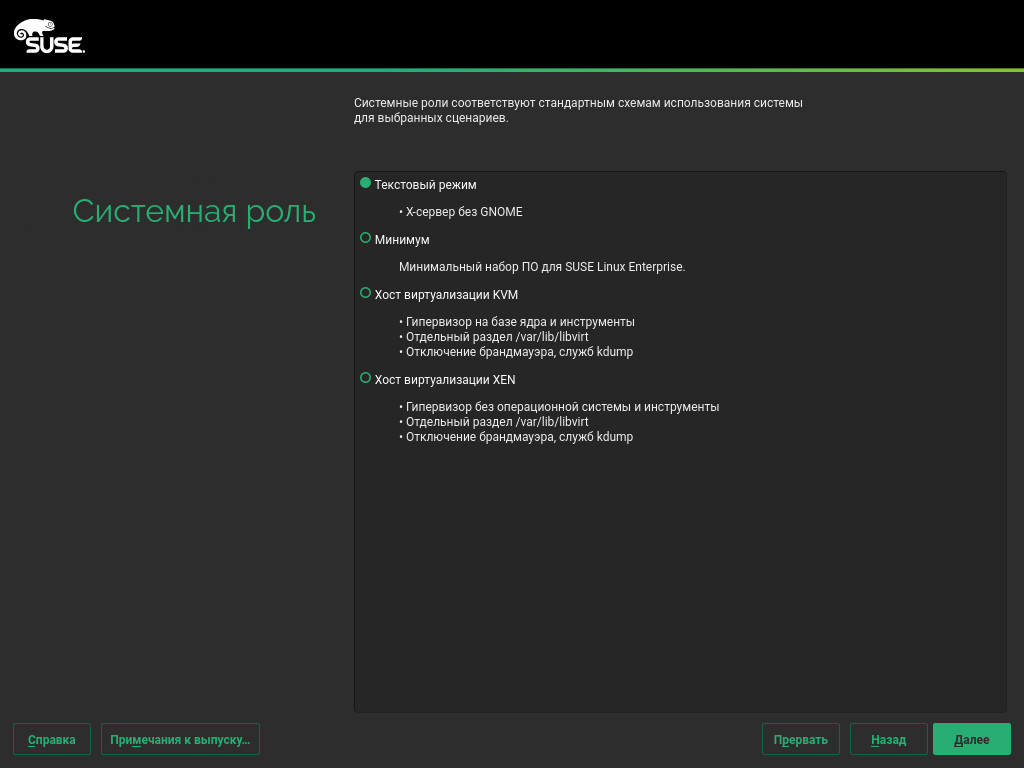 SUSE.
Системные роли соответствуют стандартным схемам использования системы
для выбранных сценариев.
Системная роль
Текстовый режим
• X-сервер без GNOME
Минимум
Минимальный набор ПО для SUSE Linux Enterprise.
Хост виртуализации KVM
• Гипервизор на базе ядра и инструменты
• Отдельный раздел /var/lib/libvirt
• Отключение брандмауэра, служб kdump
Хост виртуализации XEN
• Гипервизор без операционной системы и инструменты
• Отдельный раздел /var/lib/libvirt
• Отключение брандмауэра, служб kdump
Справка
Примечания к выпуску...
Прервать
Назад
Далее